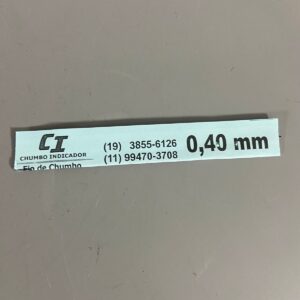 CI
CHUMBO INDICADOR
Fio de Chumbo
(19) 3855-6126
(11) 99470-3708
0,40 mm